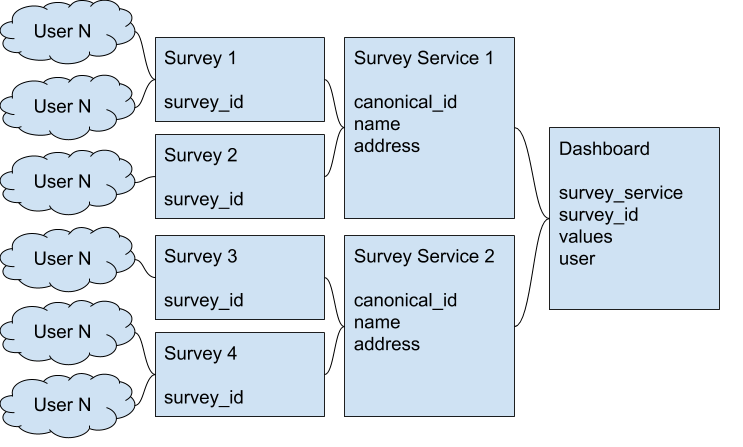 User N
User N
User N
User N
User N
User N
Survey 1
survey_id
Survey 2
survey_id
Survey 3
survey_id
Survey 4
survey_id
Survey Service 1
canonical_id
name
address
Survey Service 2
canonical_id
name
address
Dashboard
survey_service
survey_id
values
user